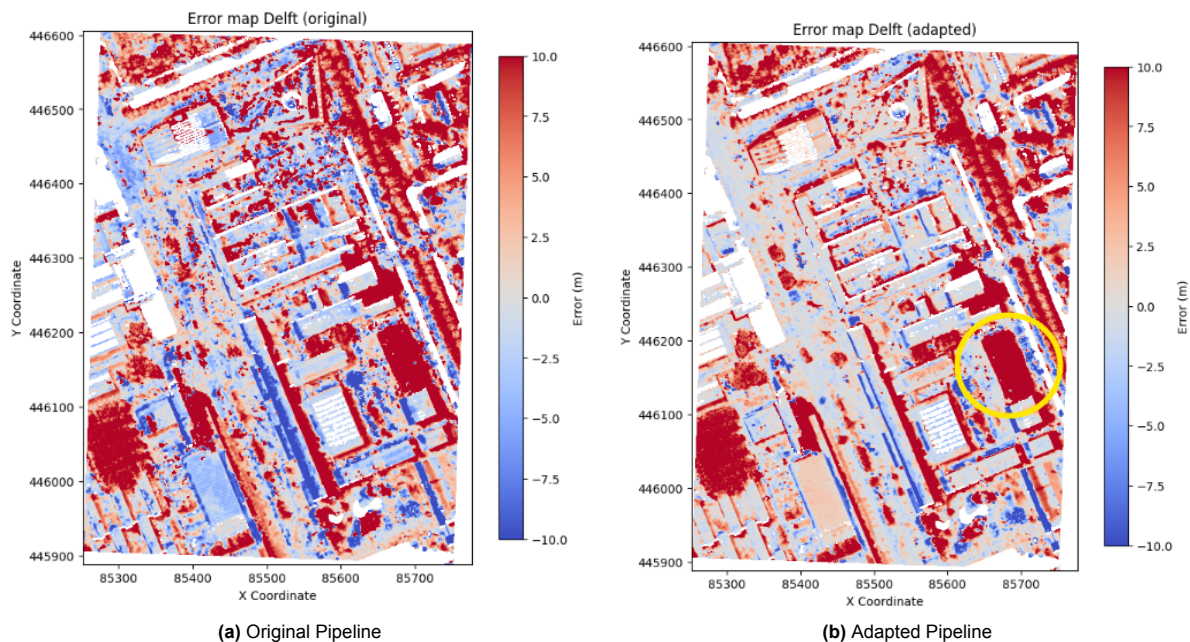 Error map Delft (original)
446600
446500
446400
446300
446200
446100
446000
445900
Y Coordinate
85300 85400 85500 85600 85700
X Coordinate
10.0
7.5
5.0
2.5
0.0
−2.5
−5.0
−7.5
−10.0
Error (m)
(a) Original Pipeline
Error map Delft (adapted)
446600
446500
446400
446300
446200
446100
446000
445900
Y Coordinate
85300 85400 85500 85600 85700
X Coordinate
10.0
7.5
5.0
2.5
0.0
−2.5
−5.0
−7.5
−10.0
Error (m)
(b) Adapted Pipeline